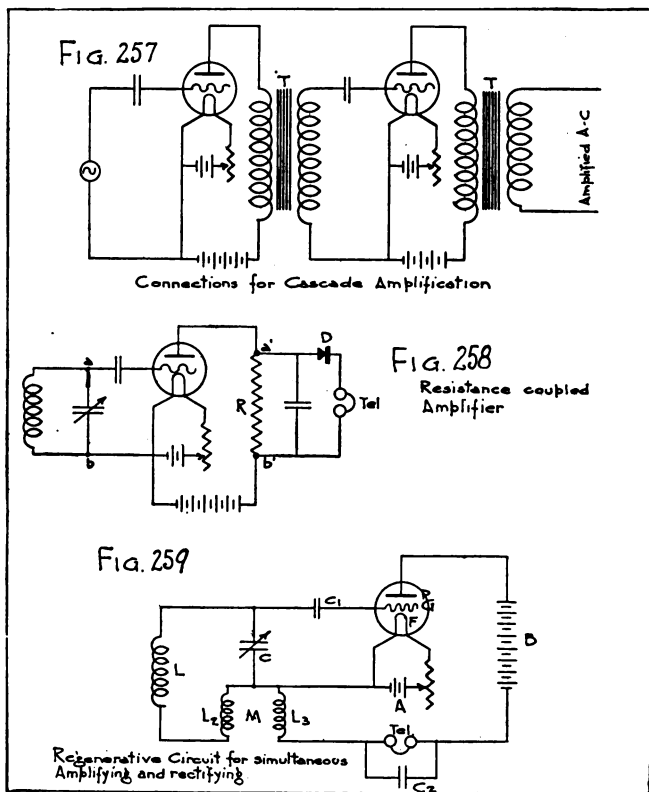 FIG. 257
T
T
Amplified A-C
Connections for Cascade Amplification
FIG. 258
Resistance coupled
Amplifier
a
b
a'
b'
R
D
Tel
FIG. 259
L
C
C1
L2
M
L3
P
G
F
A
B
Tel
C2
Regenerative Circuit for simultaneous
Amplifying and rectifying